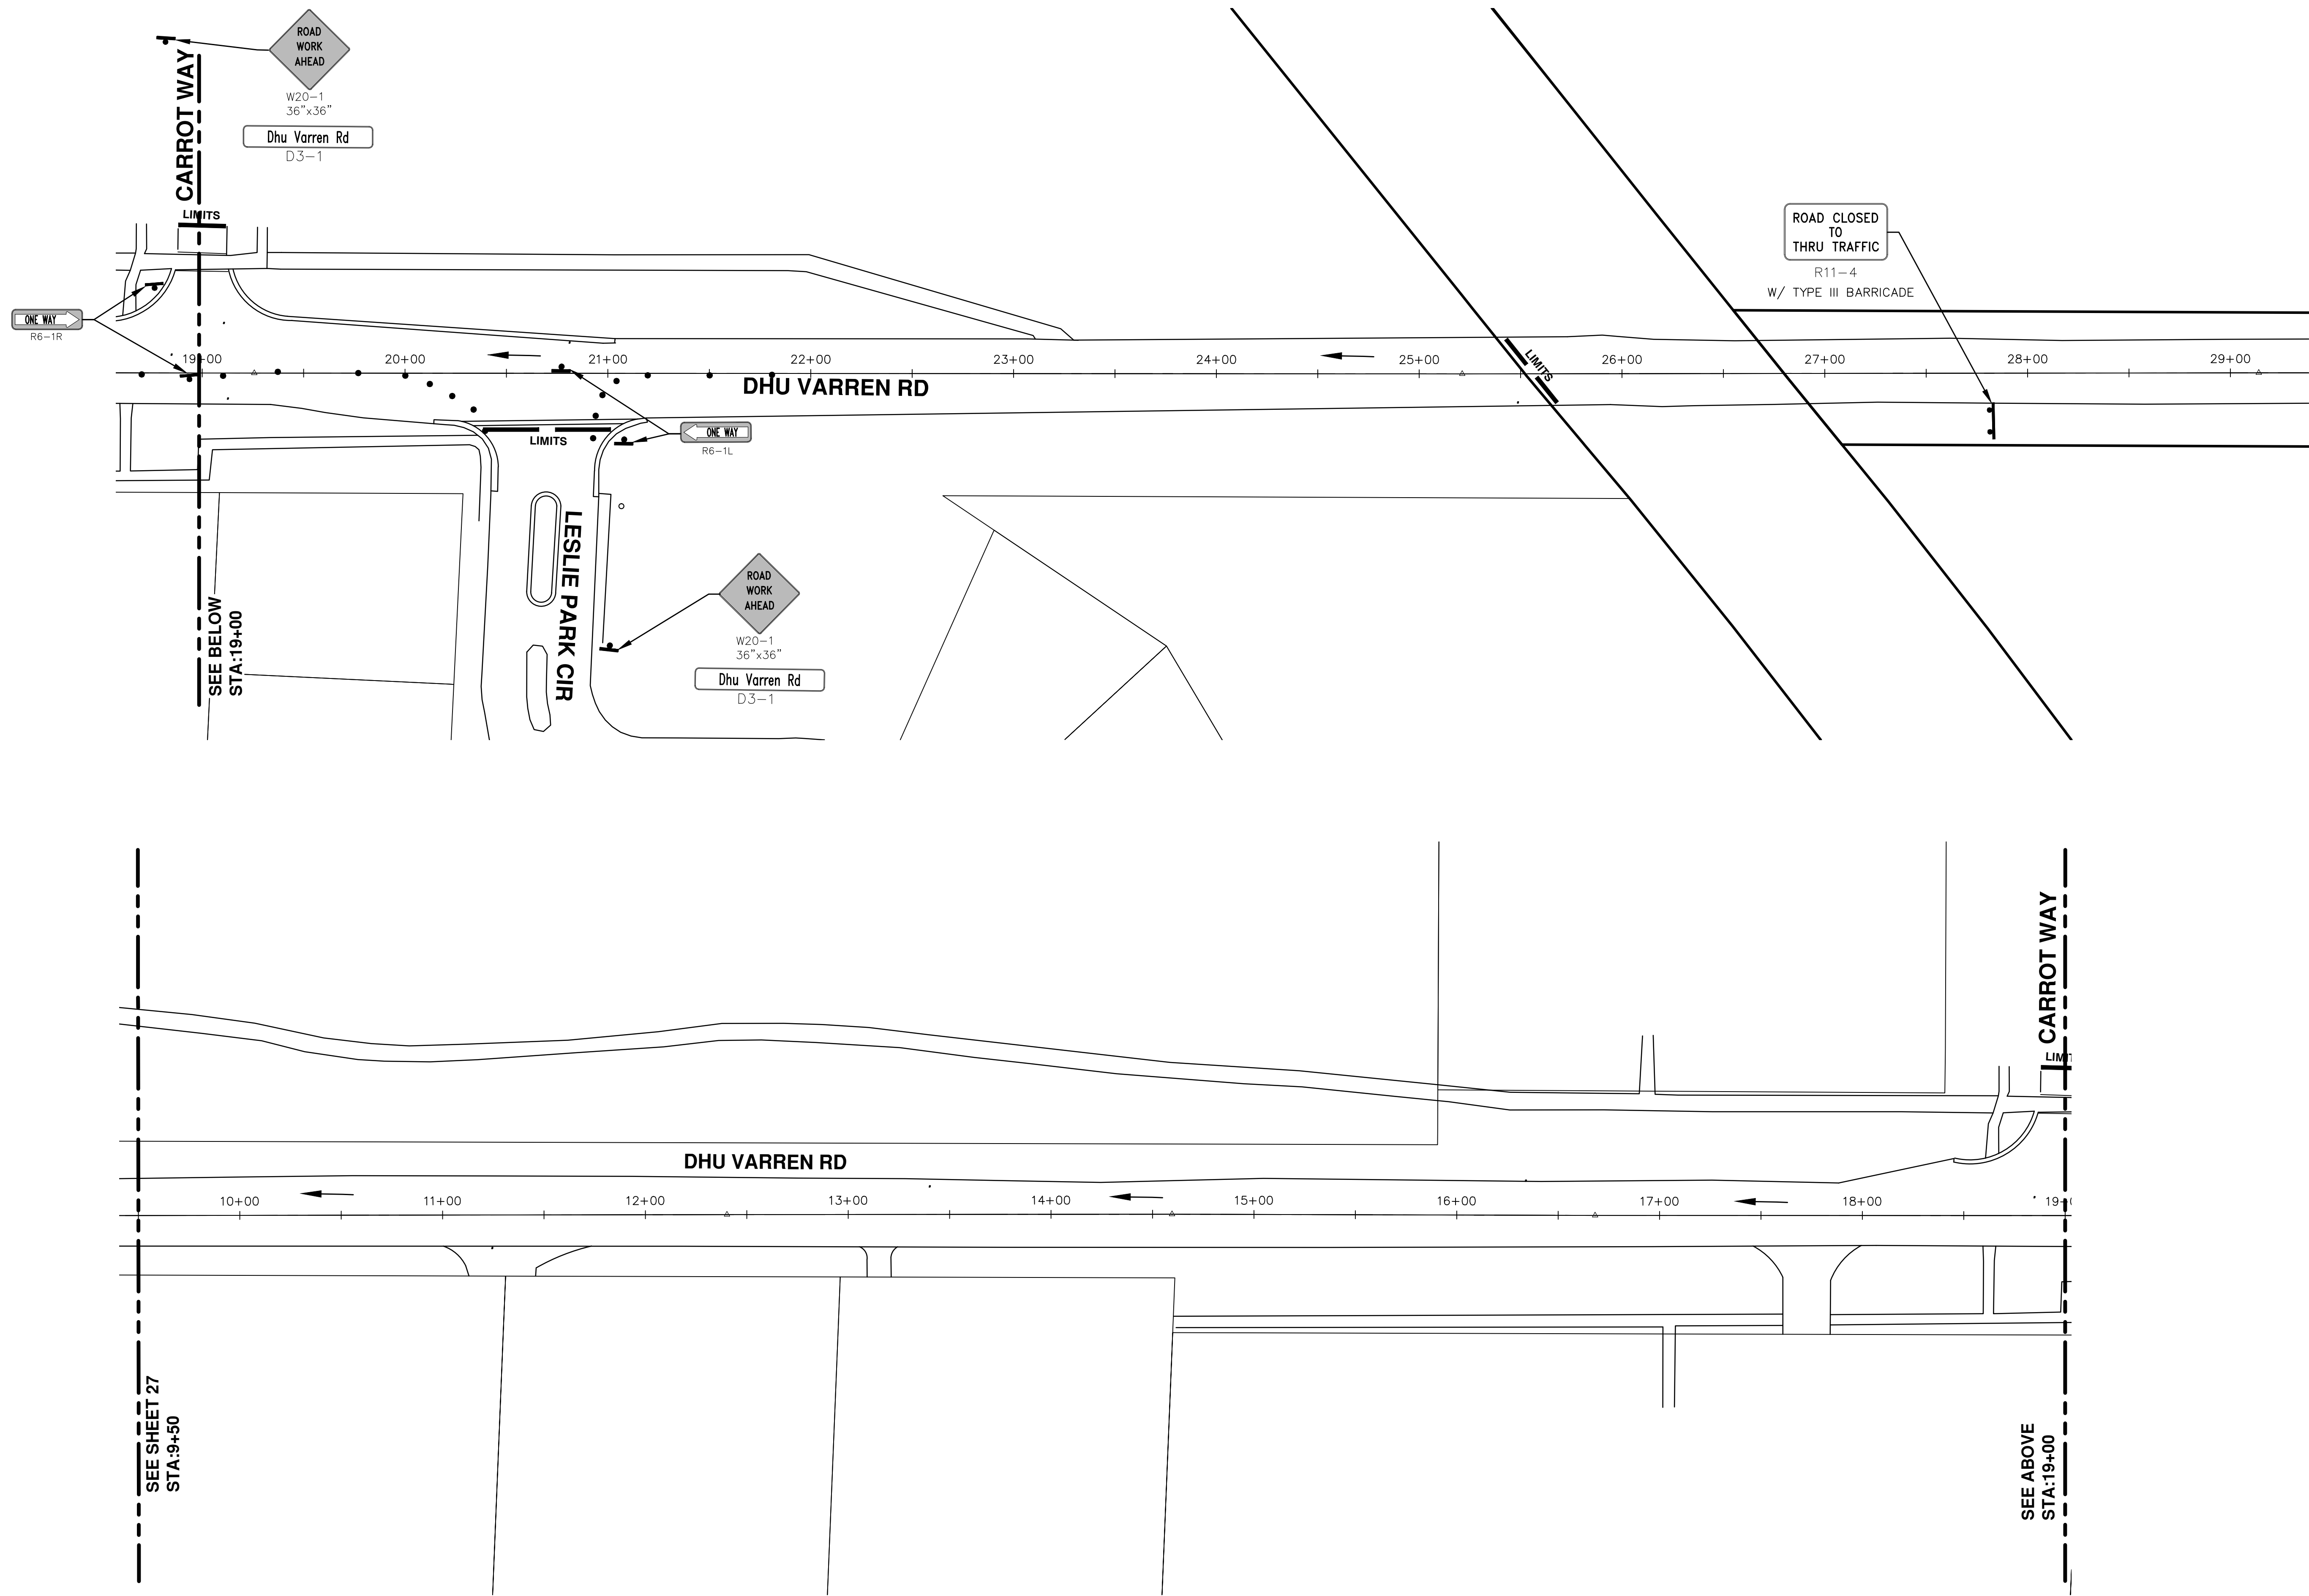 ROAD
WORK
AHEAD
W20-1
36"x36"
Dhu Varren Rd
D3-1
CARROT WAY
LIMITS
ONE WAY
R6-1R
ROAD CLOSED
TO
THRU TRAFFIC
R11-4
W/ TYPE III BARRICADE
19+00
20+00
21+00
22+00
23+00
24+00
25+00
26+00
27+00
28+00
29+00
LIMITS
DHU VARREN RD
LIMITS
ONE WAY
R6-1L
LESLIE PARK CIR
ROAD
WORK
AHEAD
W20-1
36"x36"
Dhu Varren Rd
D3-1
SEE BELOW
STA:19+00
CARROT WAY
LIMIT
DHU VARREN RD
10+00
11+00
12+00
13+00
14+00
15+00
16+00
17+00
18+00
19+0
SEE SHEET 27
STA:9+50
SEE ABOVE
STA:19+00